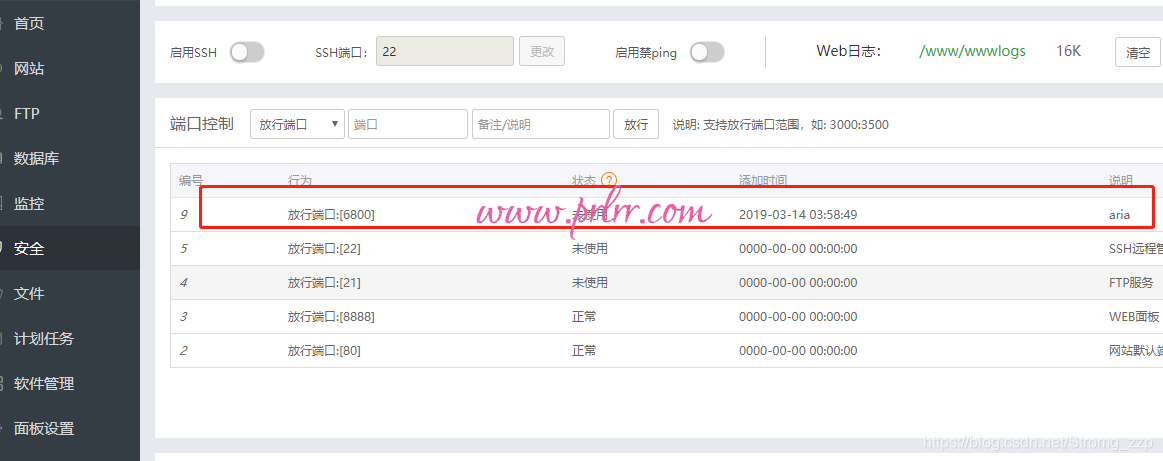 首页
网站
FTP
数据库
监控
安全
文件
计划任务
软件管理
面板设置
启用SSH SSH端口: 22 更改 启用禁ping Web日志: /www/wwwlogs 16K 清空
端口控制 放行端口 端口 备注/说明 放行 说明: 支持放行端口范围，如: 3000:3500
编号 行为 状态 ? 添加时间 说明
9 放行端口:[6800] 未使用 2019-03-14 03:58:49 aria
www.prlrr.com
5 放行端口:[22] 未使用 0000-00-00 00:00:00 SSH远程管
4 放行端口:[21] 未使用 0000-00-00 00:00:00 FTP服务
3 放行端口:[8888] 正常 0000-00-00 00:00:00 WEB面板
2 放行端口:[80] 正常 0000-00-00 00:00:00 网站默认端
https://blog.csdn.net/Stromg_zzp